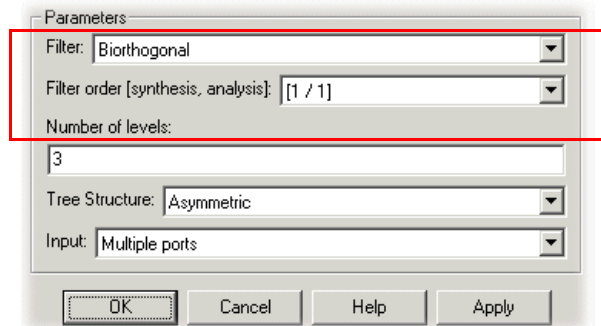 Parameters
Filter: Biorthogonal
Filter order [synthesis, analysis]: [1 / 1]
Number of levels:
3
Tree Structure: Asymmetric
Input: Multiple ports
OK Cancel Help Apply